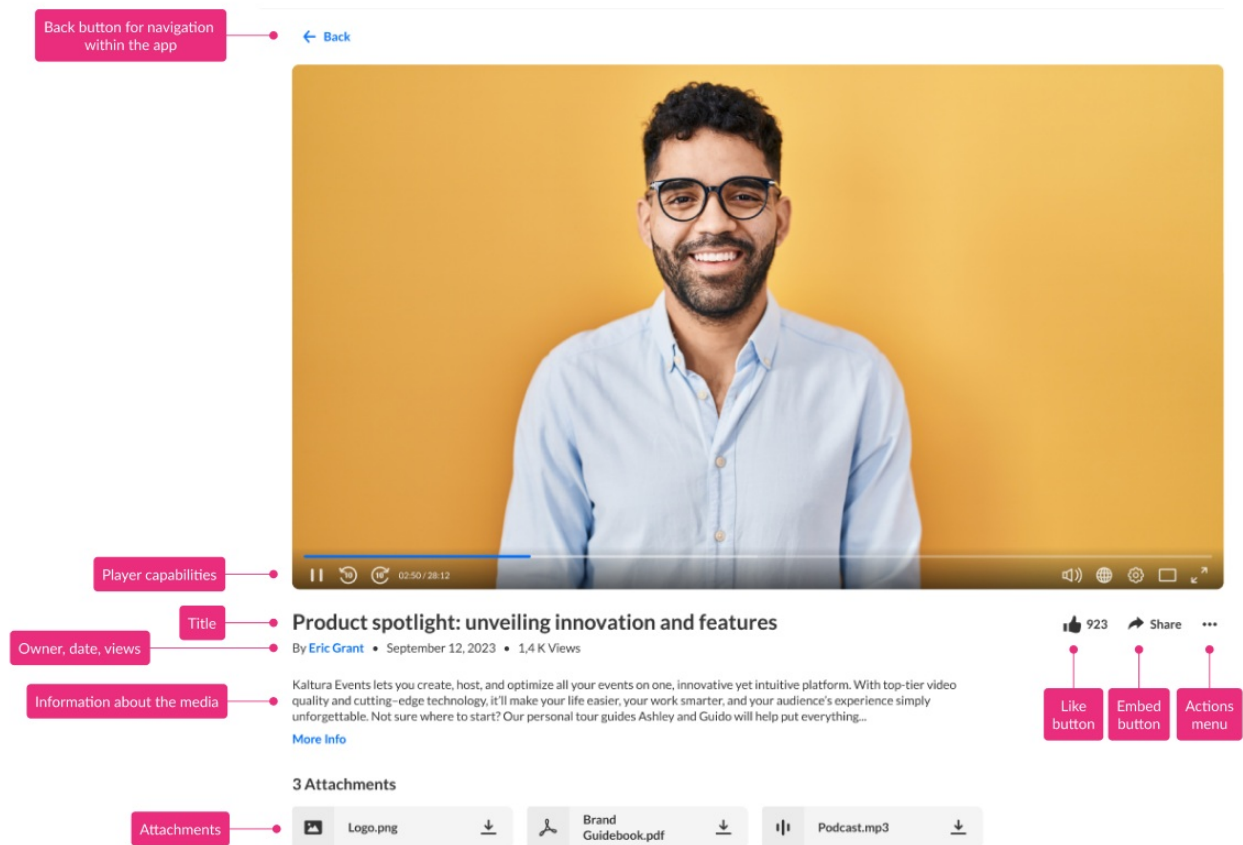 Back button for navigation
within the app
Back
10
10
02:50 / 28:12
Player capabilities
Title
Product spotlight: unveiling innovation and features
923
Share
Owner, date, views
By Eric Grant • September 12, 2023 • 1,4 K Views
Information about the media
Kaltura Events lets you create, host, and optimize all your events on one, innovative yet intuitive platform. With top-tier video
quality and cutting-edge technology, it'll make your life easier, your work smarter, and your audience's experience simply
unforgettable. Not sure where to start? Our personal tour guides Ashley and Guido will help put everything...
More Info
Like
button
Embed
button
Actions
menu
3 Attachments
Attachments
Logo.png
Brand
Guidebook.pdf
Podcast.mp3